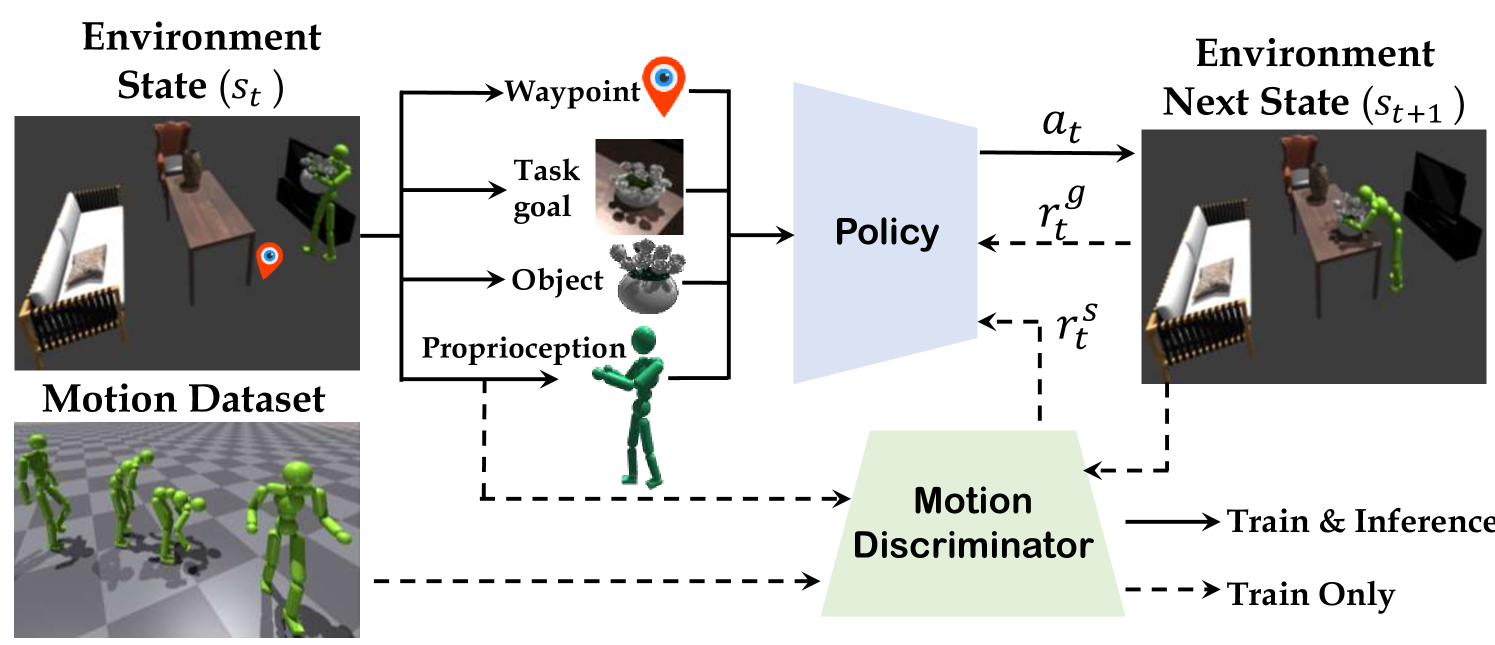 Environment
State (s_t )
Waypoint
Task
goal
Object
Proprioception
Motion Dataset
Policy
a_t
r_t^g
r_t^s
Environment
Next State (s_{t+1} )
Motion
Discriminator
Train & Inference
Train Only